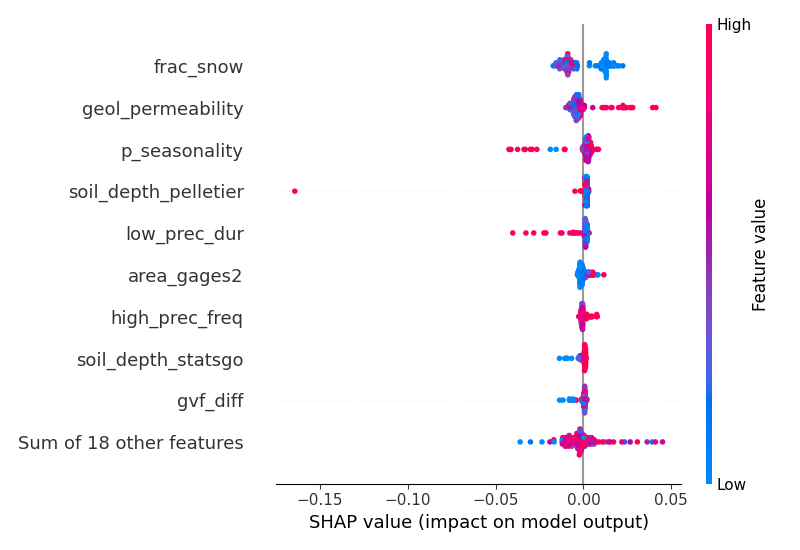 High
frac_snow
geol_permeability
p_seasonality
soil_depth_pelletier
low_prec_dur
area_gages2
high_prec_freq
soil_depth_statsgo
gvf_diff
Sum of 18 other features
Feature value
Low
−0.15 −0.10 −0.05 0.00 0.05
SHAP value (impact on model output)